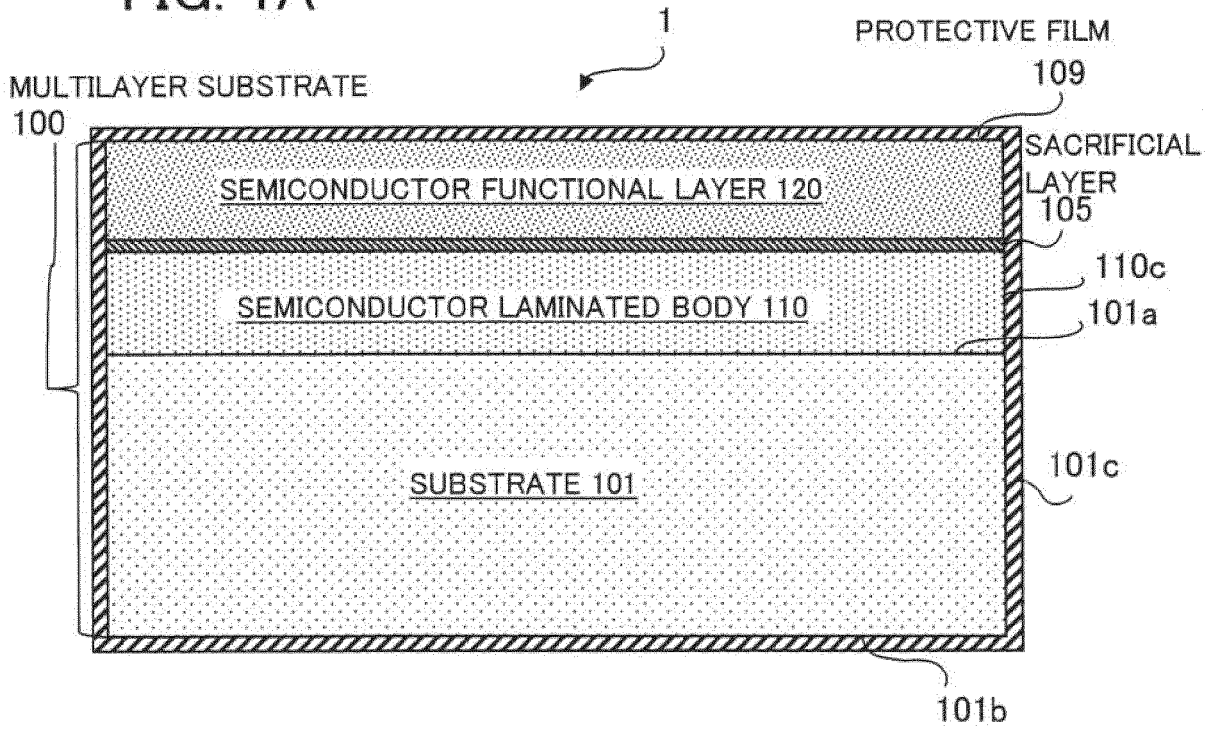 FIG. 1A
1
PROTECTIVE FILM
109
MULTILAYER SUBSTRATE
100
SACRIFICIAL
LAYER
105
SEMICONDUCTOR FUNCTIONAL LAYER 120
110c
SEMICONDUCTOR LAMINATED BODY 110
101a
SUBSTRATE 101
101c
101b